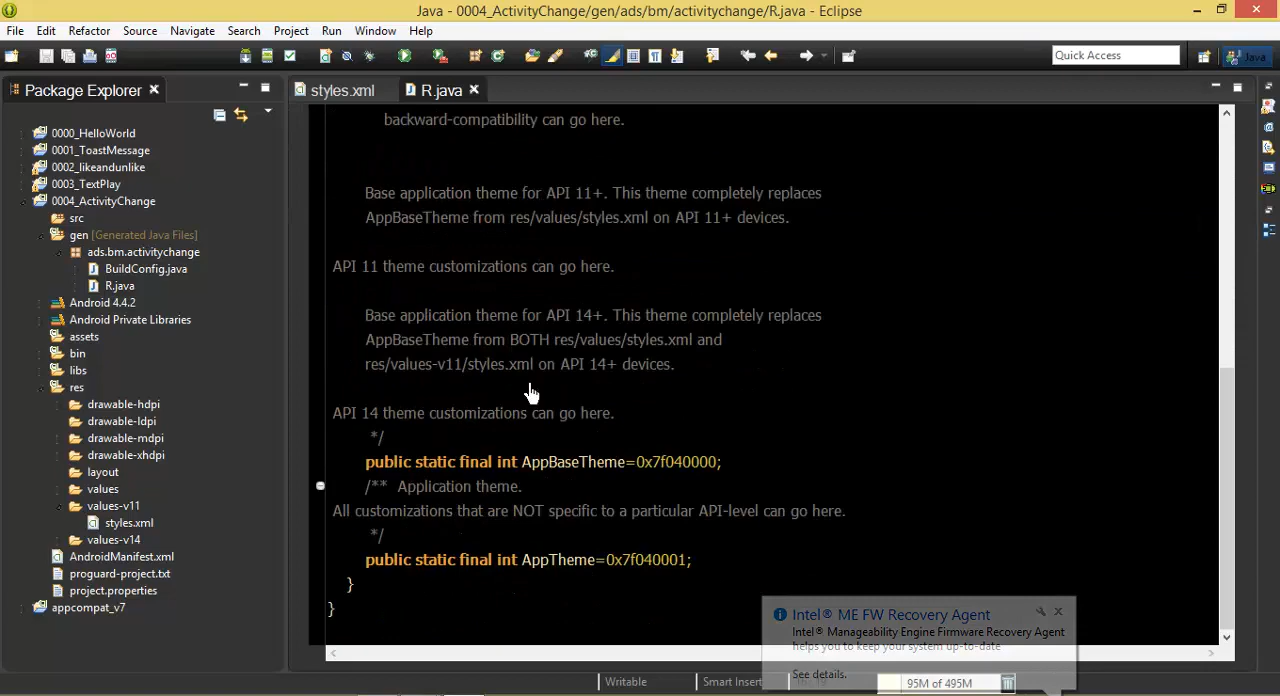 Java - 0004_ActivityChange/gen/ads/bm/activitychange/R.java - Eclipse
File Edit Refactor Source Navigate Search Project Run Window Help
Quick Access
Java
Package Explorer
styles.xml
R.java
0000_HelloWorld
0001_ToastMessage
0002_likeandunlike
0003_TextPlay
0004_ActivityChange
src
gen [Generated Java Files]
ads.bm.activitychange
BuildConfig.java
R.java
Android 4.4.2
Android Private Libraries
assets
bin
libs
res
drawable-hdpi
drawable-ldpi
drawable-mdpi
drawable-xhdpi
layout
values
values-v11
styles.xml
values-v14
AndroidManifest.xml
proguard-project.txt
project.properties
appcompat_v7
backward-compatibility can go here.
Base application theme for API 11+. This theme completely replaces
AppBaseTheme from res/values/styles.xml on API 11+ devices.
API 11 theme customizations can go here.
Base application theme for API 14+. This theme completely replaces
AppBaseTheme from BOTH res/values/styles.xml and
res/values-v11/styles.xml on API 14+ devices.
API 14 theme customizations can go here.
*/
public static final int AppBaseTheme=0x7f040000;
/** Application theme.
All customizations that are NOT specific to a particular API-level can go here.
*/
public static final int AppTheme=0x7f040001;
}
}
Intel® ME FW Recovery Agent
Intel® Manageability Engine Firmware Recovery Agent
helps you to keep your system up-to-date
See details.
Writable
Smart Insert
95M of 495M